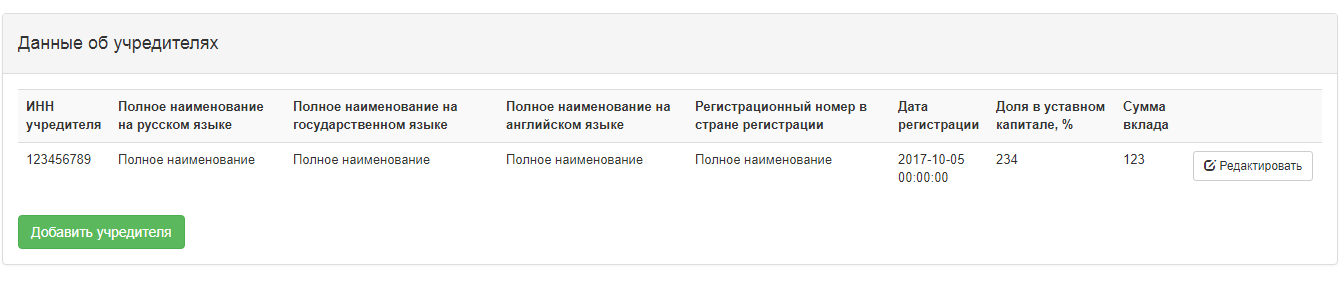 Данные об учредителях
ИНН учредителя
Полное наименование на русском языке
Полное наименование на государственном языке
Полное наименование на английском языке
Регистрационный номер в стране регистрации
Дата регистрации
Доля в уставном капитале, %
Сумма вклада
123456789
Полное наименование
Полное наименование
Полное наименование
Полное наименование
2017-10-05 00:00:00
234
123
Редактировать
Добавить учредителя